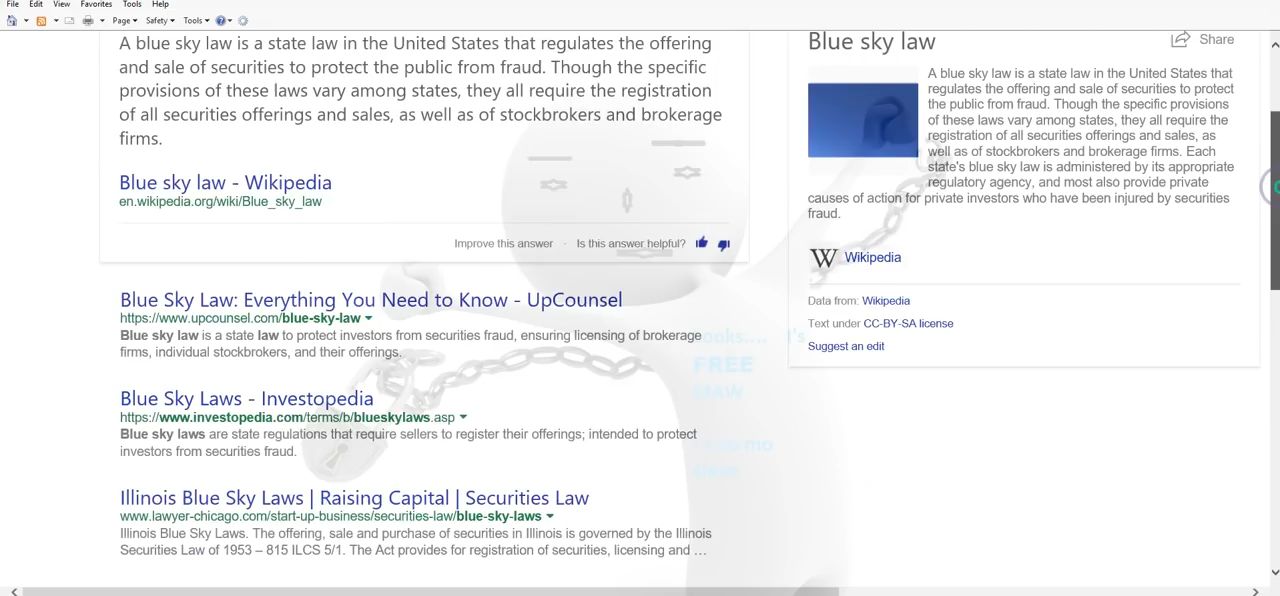 File Edit View Favorites Tools Help
Page Safety Tools
A blue sky law is a state law in the United States that regulates the offering
and sale of securities to protect the public from fraud. Though the specific
provisions of these laws vary among states, they all require the registration
of all securities offerings and sales, as well as of stockbrokers and brokerage
firms.
Blue sky law - Wikipedia
en.wikipedia.org/wiki/Blue_sky_law
Improve this answer · Is this answer helpful?
Blue Sky Law: Everything You Need to Know - UpCounsel
https://www.upcounsel.com/blue-sky-law
Blue sky law is a state law to protect investors from securities fraud, ensuring licensing of brokerage
firms, individual stockbrokers, and their offerings.
Blue Sky Laws - Investopedia
https://www.investopedia.com/terms/b/blueskylaws.asp
Blue sky laws are state regulations that require sellers to register their offerings; intended to protect
investors from securities fraud.
Illinois Blue Sky Laws | Raising Capital | Securities Law
www.lawyer-chicago.com/start-up-business/securities-law/blue-sky-laws
Illinois Blue Sky Laws. The offering, sale and purchase of securities in Illinois is governed by the Illinois
Securities Law of 1953 – 815 ILCS 5/1. The Act provides for registration of securities, licensing and ...
FREE
Blue sky law
Share
A blue sky law is a state law in the United States that
regulates the offering and sale of securities to protect
the public from fraud. Though the specific provisions
of these laws vary among states, they all require the
registration of all securities offerings and sales, as
well as of stockbrokers and brokerage firms. Each
state's blue sky law is administered by its appropriate
regulatory agency, and most also provide private
causes of action for private investors who have been injured by securities
fraud.
W Wikipedia
Data from: Wikipedia
Text under CC-BY-SA license
Suggest an edit